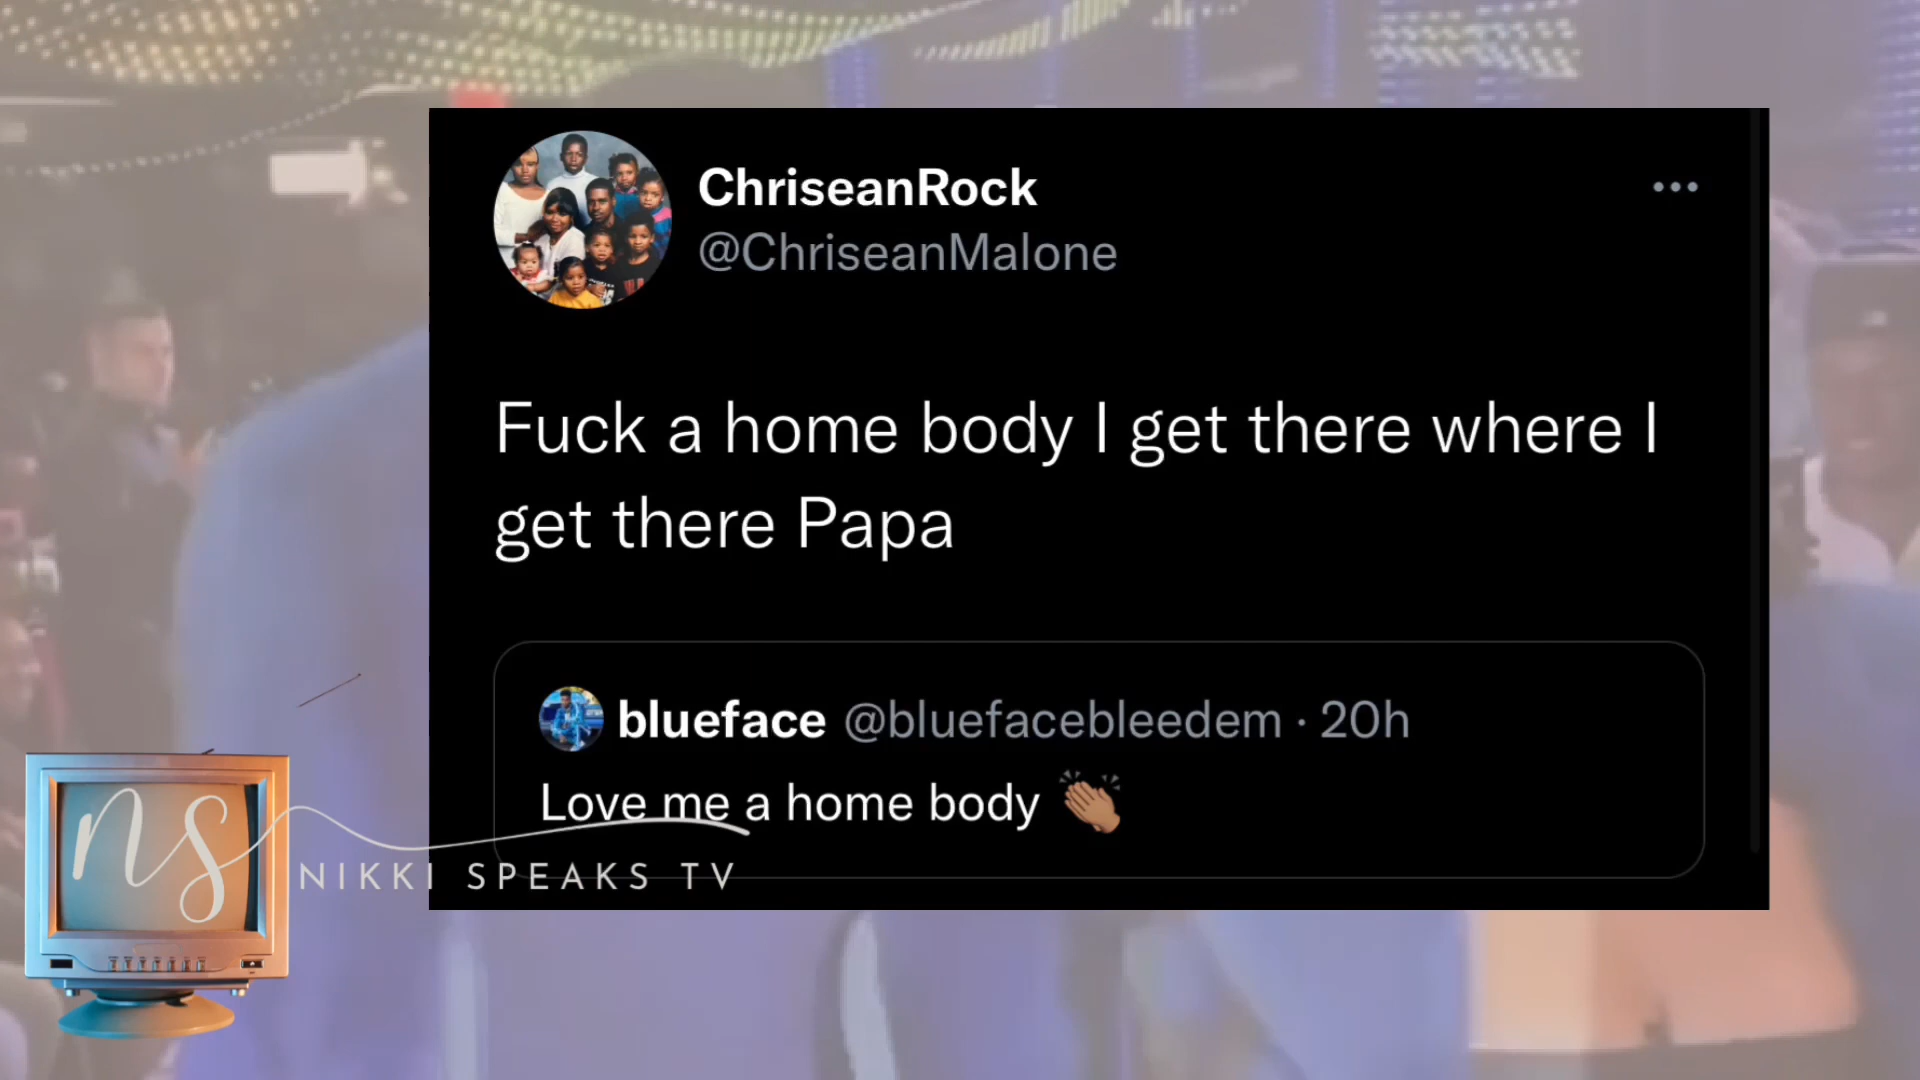 ChriseanRock
@ChriseanMalone
Fuck a home body I get there where I
get there Papa
blueface @bluefacebleedem · 20h
Love me a home body 👏🏽
ns
NIKKI SPEAKS TV